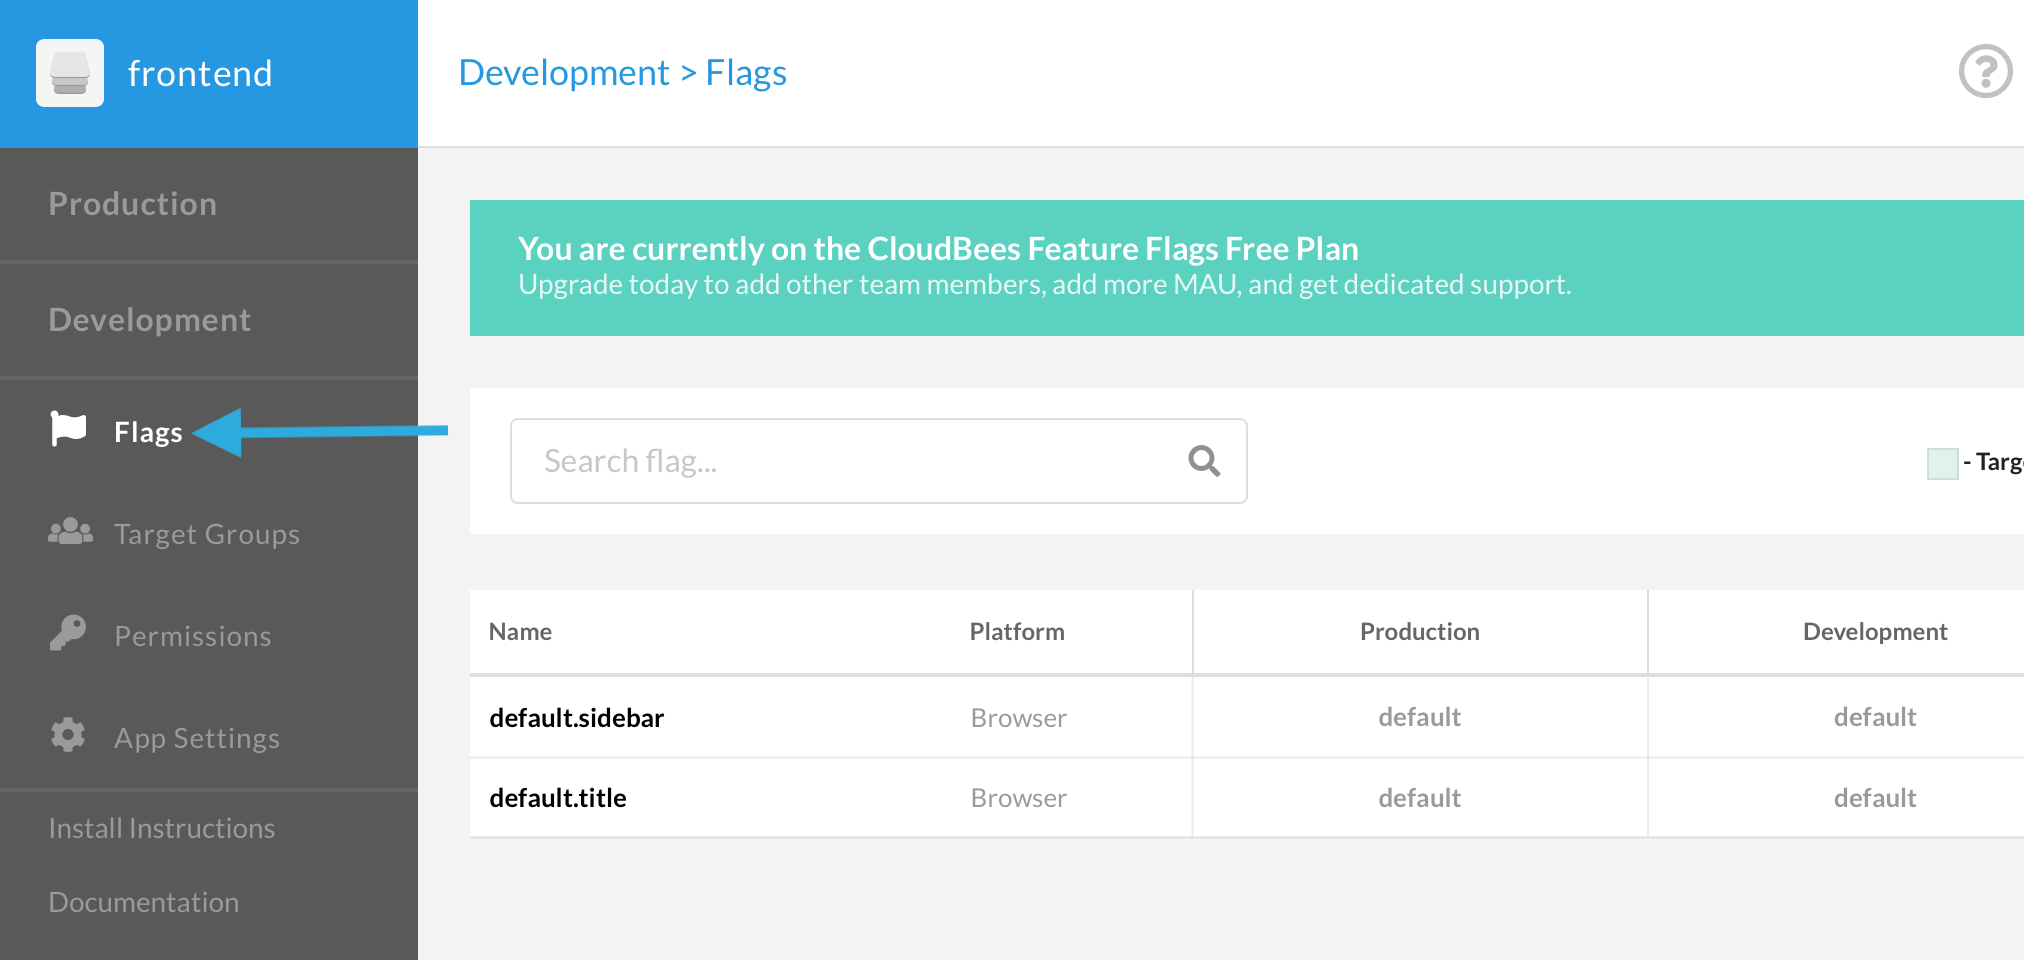 frontend
Development > Flags
Production
Development
Flags
Target Groups
Permissions
App Settings
Install Instructions
Documentation
You are currently on the CloudBees Feature Flags Free Plan
Upgrade today to add other team members, add more MAU, and get dedicated support.
Search flag...
- Targ
Name Platform Production Development
default.sidebar Browser default default
default.title Browser default default